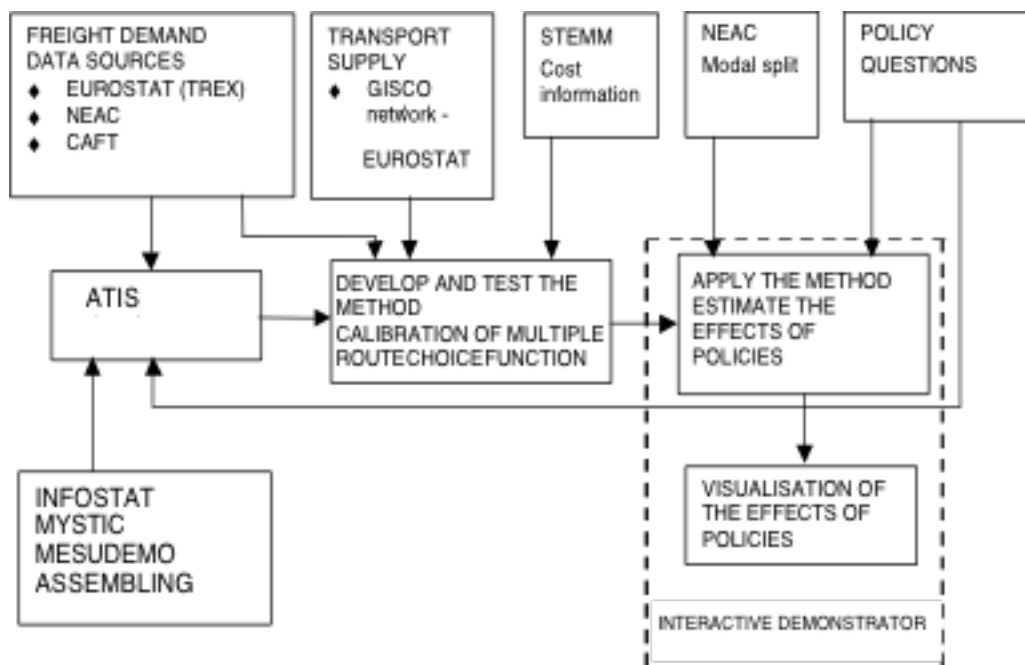 FREIGHT DEMAND
DATA SOURCES
♦ EUROSTAT (TREX)
♦ NEAC
♦ CAFT
TRANSPORT
SUPPLY
♦ GISCO
network -
EUROSTAT
STEMM
Cost
information
NEAC
Modal split
POLICY
QUESTIONS
ATIS
DEVELOP AND TEST THE
METHOD
CALIBRATION OF MULTIPLE
ROUTECHOICEFUNCTION
APPLY THE METHOD
ESTIMATE THE
EFFECTS OF
POLICIES
INFOSTAT
MYSTIC
MESUDEMO
ASSEMBLING
VISUALISATION OF
THE EFFECTS OF
POLICIES
INTERACTIVE DEMONSTRATOR